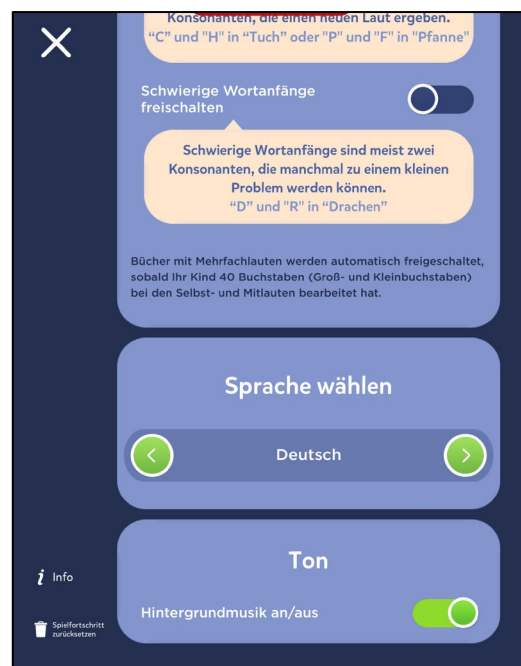 Konsonanten, die einen neuen Laut ergeben.
“C” und "H" in “Tuch” oder "P" und "F" in "Pfanne"
Schwierige Wortanfänge
freischalten
Schwierige Wortanfänge sind meist zwei
Konsonanten, die manchmal zu einem kleinen
Problem werden können.
“D” und "R" in “Drachen”
Bücher mit Mehrfachlauten werden automatisch freigeschaltet,
sobald Ihr Kind 40 Buchstaben (Groß- und Kleinbuchstaben)
bei den Selbst- und Mitlauten bearbeitet hat.
Sprache wählen
Deutsch
Ton
Hintergrundmusik an/aus
i Info
Spielfortschritt
zurücksetzen